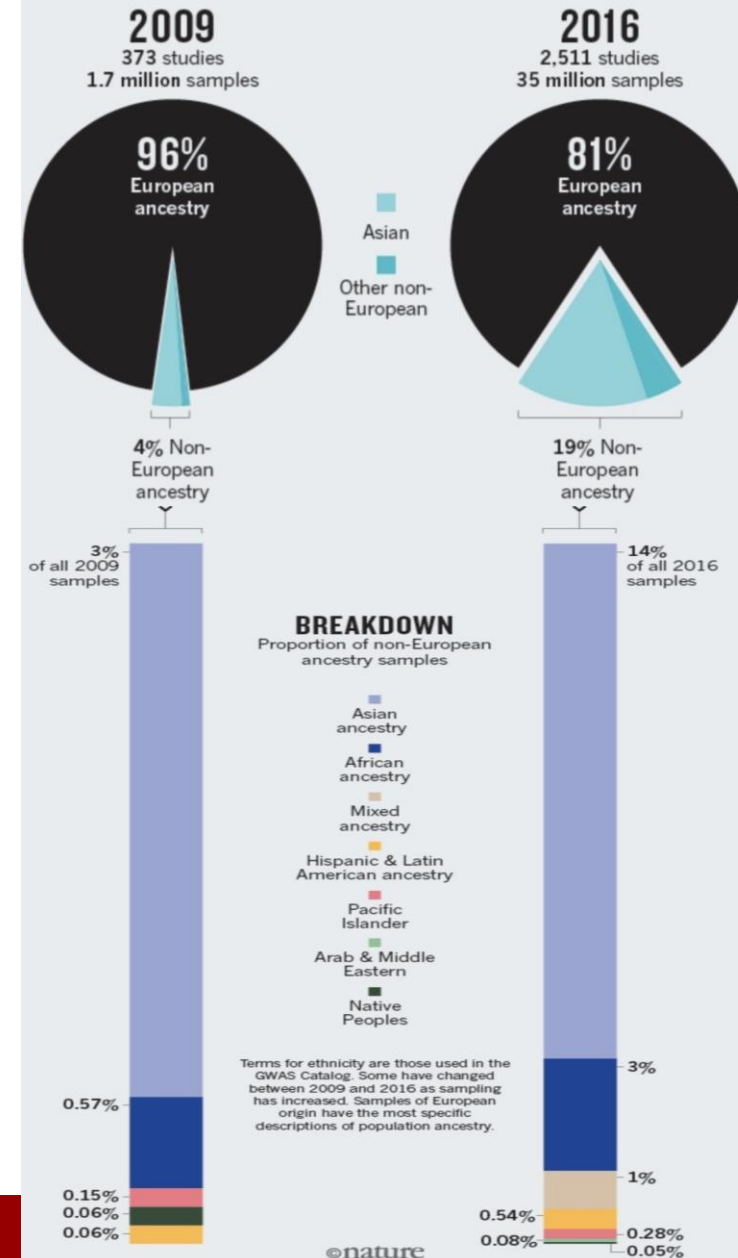 2009
373 studies
1.7 million samples
96%
European
ancestry
4% Non-
European
ancestry
Asian
Other non-
European
2016
2,511 studies
35 million samples
81%
European
ancestry
19% Non-
European
ancestry
3%
of all 2009
samples
0.57%
0.15%
0.06%
0.06%
BREAKDOWN
Proportion of non-European
ancestry samples
Asian
ancestry
African
ancestry
Mixed
ancestry
Hispanic & Latin
American ancestry
Pacific
Islander
Arab & Middle
Eastern
Native
Peoples
Terms for ethnicity are those used in the
GWAS Catalog. Some have changed
between 2009 and 2016 as sampling
has increased. Samples of European
origin have the most specific
descriptions of population ancestry.
14%
of all 2016
samples
3%
1%
0.54%
0.28%
0.08%
0.05%
©nature